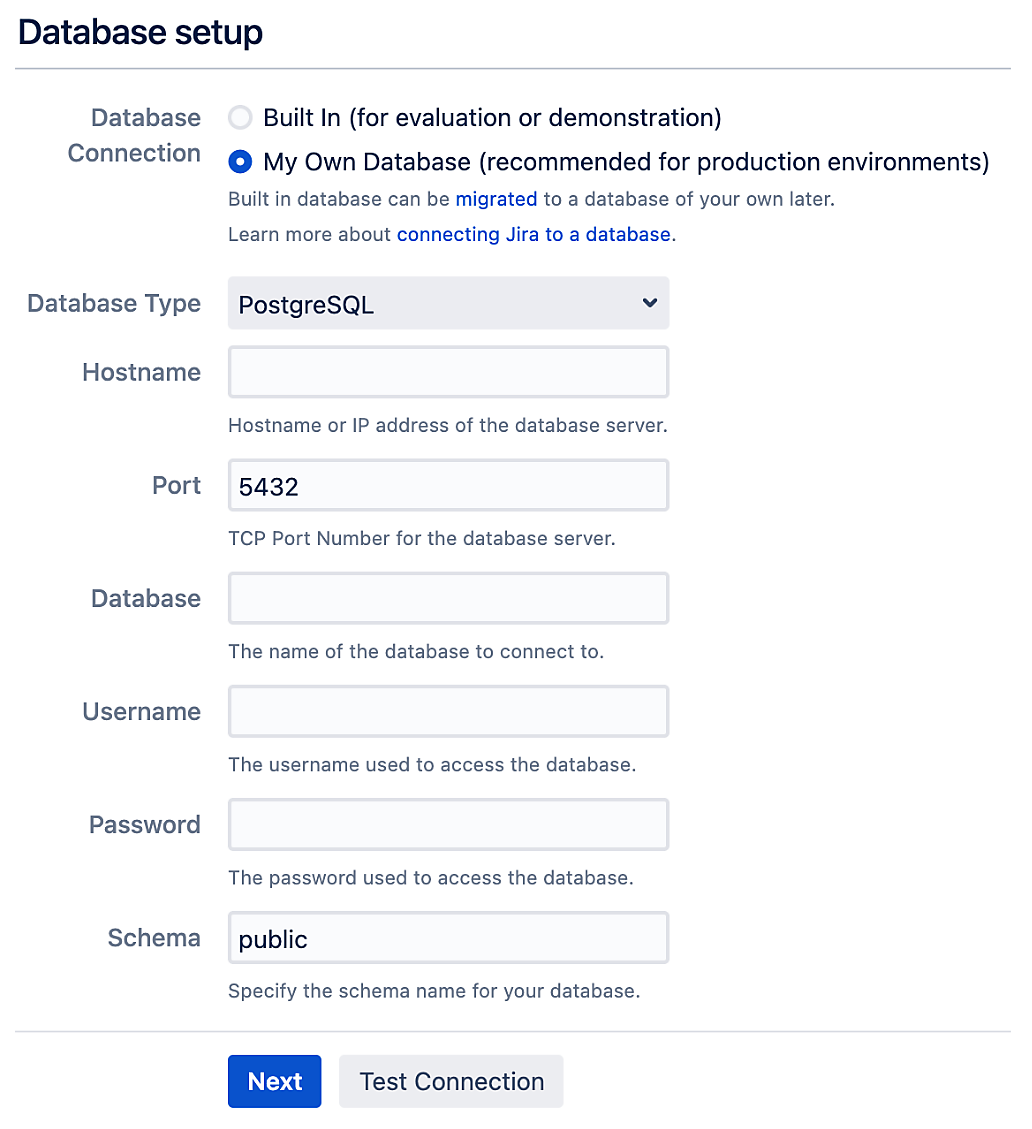 Database setup
Database Connection
Built In (for evaluation or demonstration)
My Own Database (recommended for production environments)
Built in database can be migrated to a database of your own later.
Learn more about connecting Jira to a database.
Database Type
PostgreSQL
Hostname
Hostname or IP address of the database server.
Port
5432
TCP Port Number for the database server.
Database
The name of the database to connect to.
Username
The username used to access the database.
Password
The password used to access the database.
Schema
public
Specify the schema name for your database.
Next
Test Connection